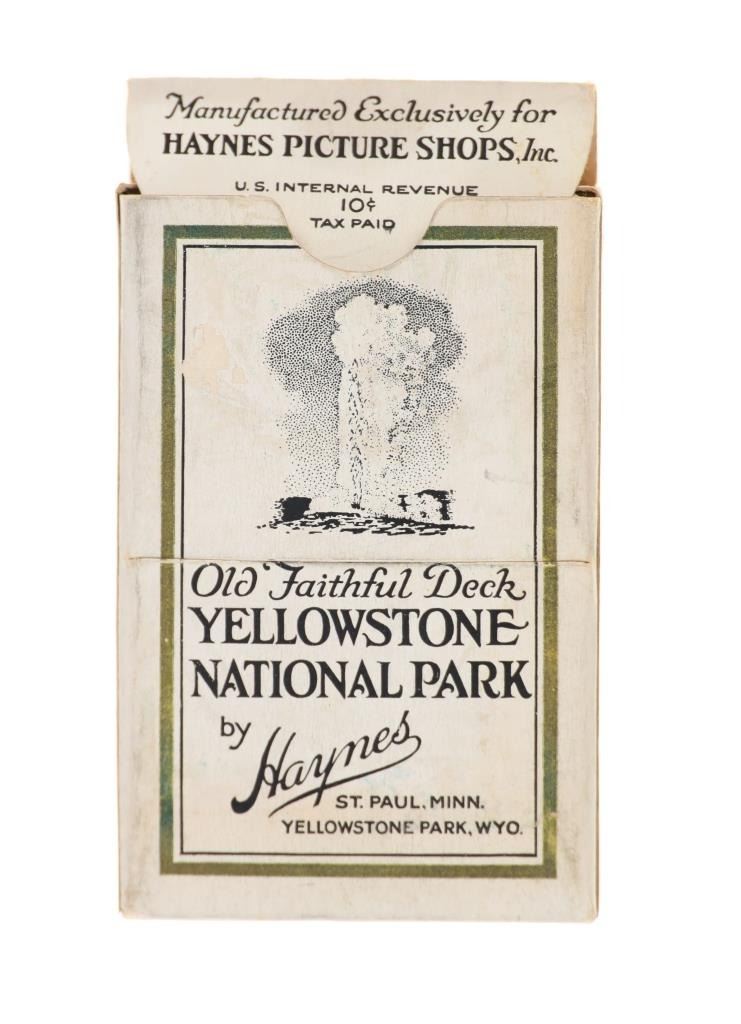 Manufactured Exclusively for
HAYNES PICTURE SHOPS, Inc.
U.S. INTERNAL REVENUE
10¢
TAX PAID
Old Faithful Deck
YELLOWSTONE
NATIONAL PARK
by
Haynes
ST. PAUL, MINN.
YELLOWSTONE PARK, WYO.